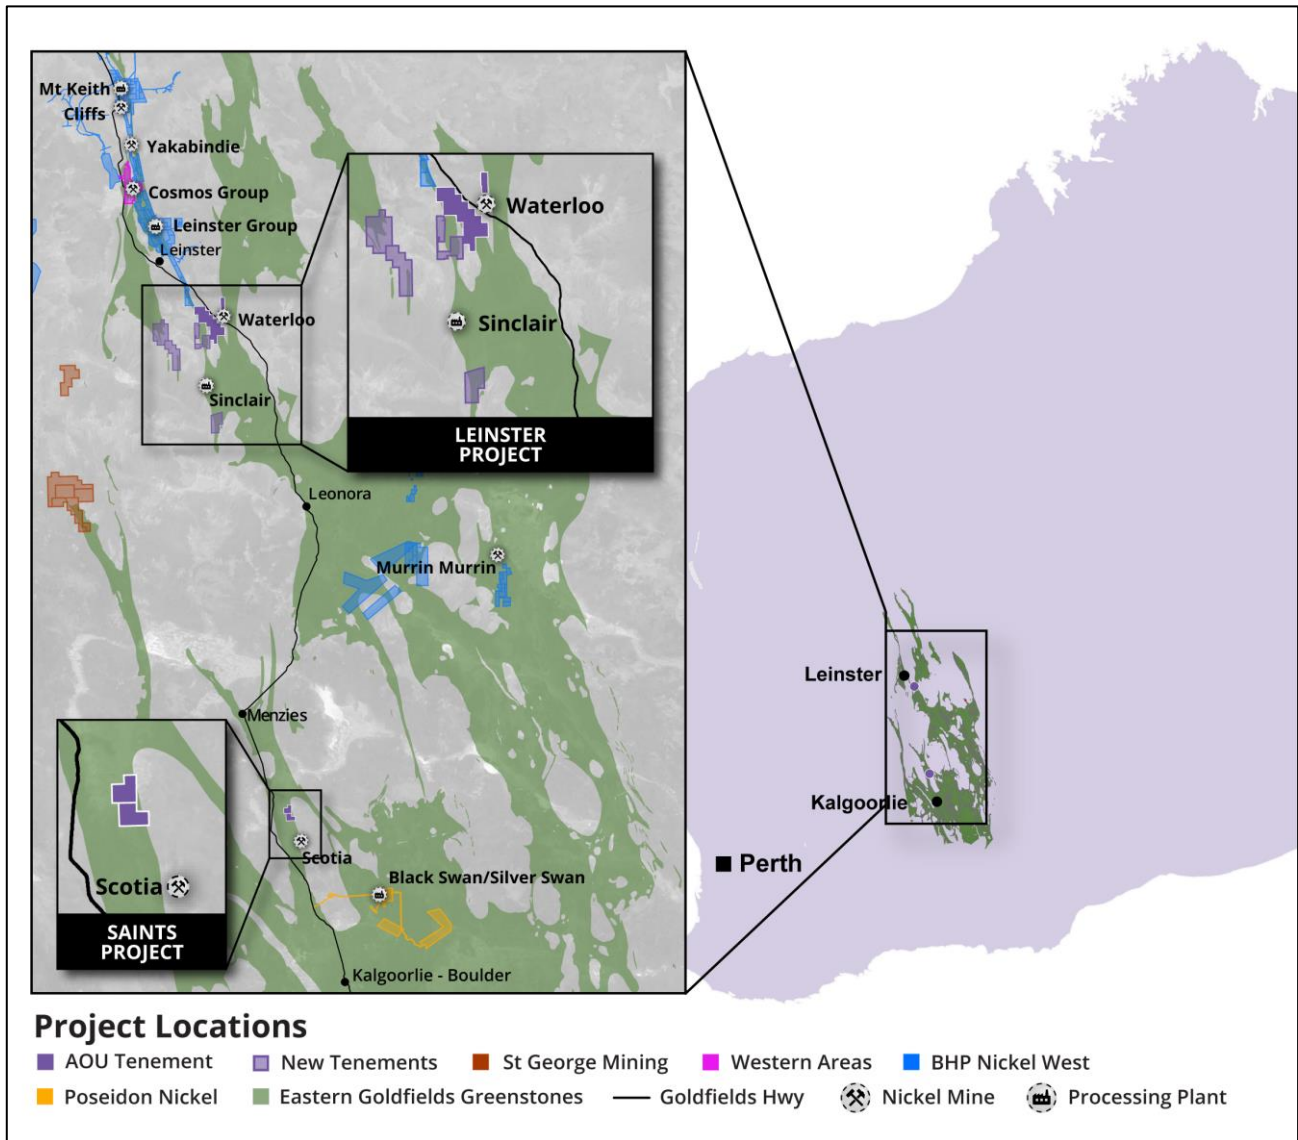 Mt Keith
Cliffs
Yakabindie
Cosmos Group
Leinster Group
Leinster
Waterloo
Sinclair
Waterloo
Sinclair
LEINSTER
PROJECT
Leonora
Murrin Murrin
Menzies
Scotia
Black Swan/Silver Swan
Kalgoorlie - Boulder
Scotia
SAINTS
PROJECT
Leinster
Kalgoorlie
Perth
Project Locations
AOU Tenement New Tenements St George Mining Western Areas BHP Nickel West
Poseidon Nickel Eastern Goldfields Greenstones Goldfields Hwy Nickel Mine Processing Plant